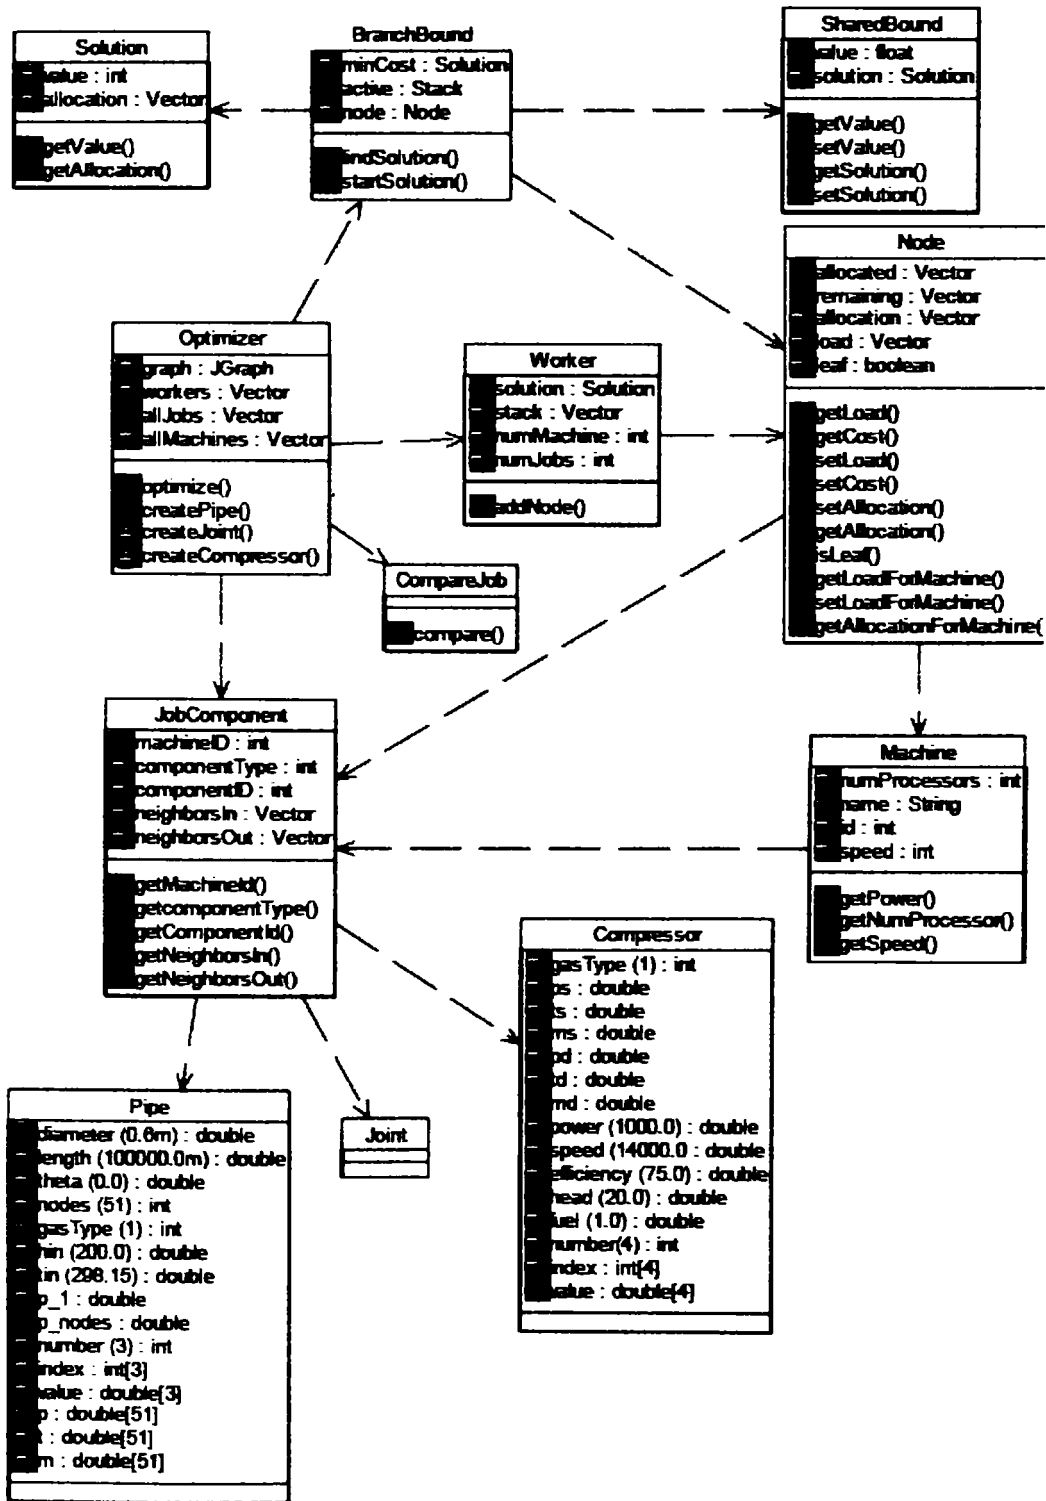 Solution
value : int
allocation : Vector
getValue()
getAllocation()
BranchBound
minCost : Solution
active : Stack
node : Node
findSolution()
startSolution()
SharedBound
value : float
solution : Solution
getValue()
setValue()
getSolution()
setSolution()
Node
allocated : Vector
remaining : Vector
allocation : Vector
load : Vector
leaf : boolean
getLoad()
getCost()
setLoad()
setCost()
setAllocation()
getAllocation()
isLeaf()
getLoadForMachine()
setLoadForMachine()
getAllocationForMachine(
Optimizer
graph : JGraph
workers : Vector
allJobs : Vector
allMachines : Vector
optimize()
createPipe()
createJoint()
createCompressor()
Worker
solution : Solution
stack : Vector
numMachine : int
numJobs : int
addNode()
CompareJob
compare()
JobComponent
machineID : int
componentType : int
componentID : int
neighborsIn : Vector
neighborsOut : Vector
getMachineId()
getcomponentType()
getComponentId()
getNeighborsIn()
getNeighborsOut()
Machine
numProcessors : int
name : String
id : int
speed : int
getPower()
getNumProcessor()
getSpeed()
Compressor
gasType (1) : int
ps : double
ts : double
ms : double
pd : double
td : double
md : double
power (1000.0) : double
speed (14000.0 : double
efficiency (75.0) : double
head (20.0) : double
fuel (1.0) : double
number(4) : int
index : int[4]
value : double[4]
Pipe
diameter (0.6m) : double
length (100000.0m) : double
theta (0.0) : double
nodes (51) : int
gasType (1) : int
hin (200.0) : double
tin (298.15) : double
p_1 : double
p_nodes : double
number (3) : int
index : int[3]
value : double[3]
p : double[51]
t : double[51]
m : double[51]
Joint